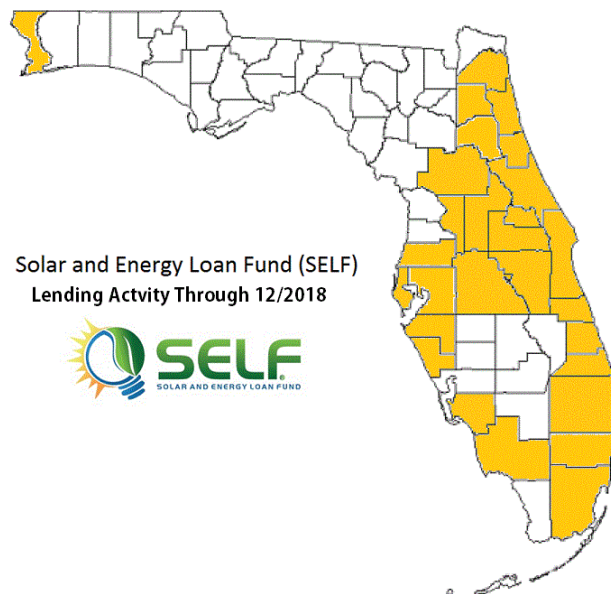 Solar and Energy Loan Fund (SELF)
Lending Actvity Through 12/2018
SELF®
SOLAR AND ENERGY LOAN FUND